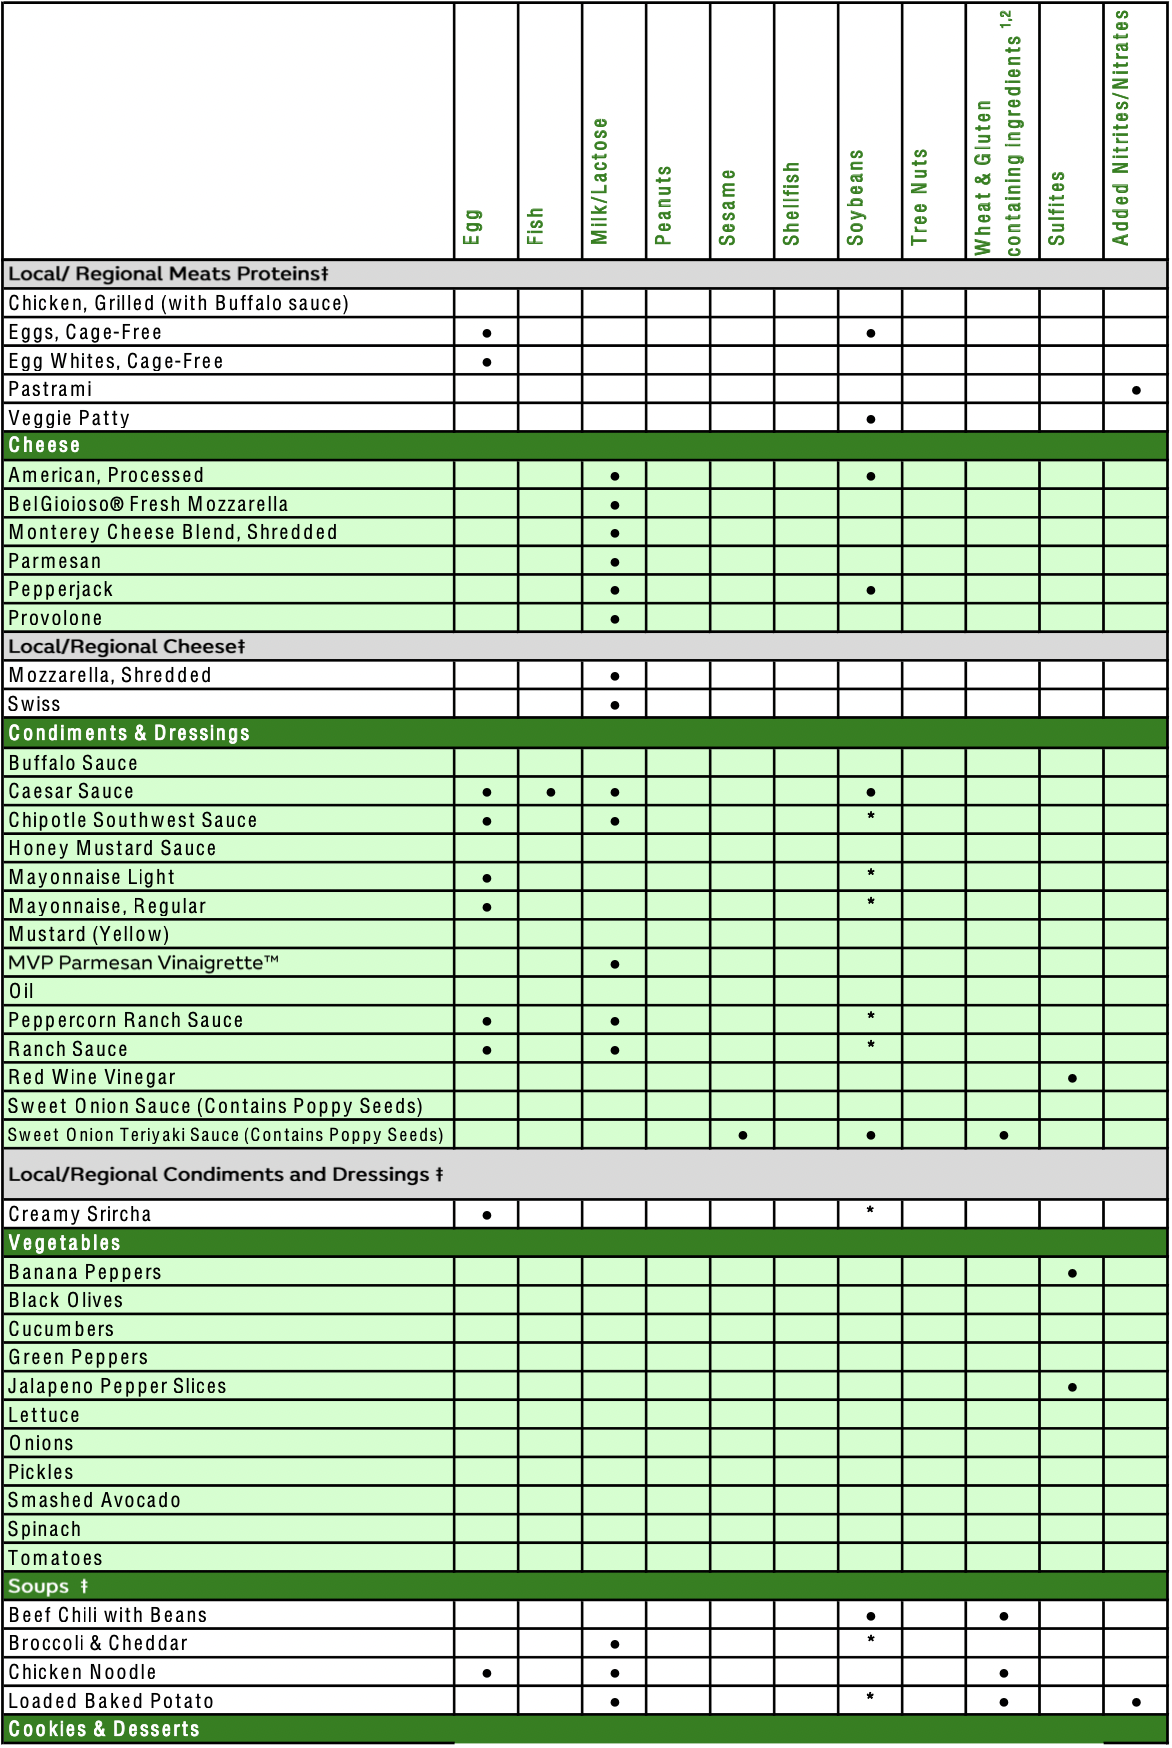 Egg
Fish
Milk/Lactose
Peanuts
Sesame
Shellfish
Soybeans
Tree Nuts
Wheat & Gluten
containing ingredients 1,2
Sulfites
Added Nitrites/Nitrates
Local/ Regional Meats Proteins‡
Chicken, Grilled (with Buffalo sauce)
Eggs, Cage-Free ● ●
Egg Whites, Cage-Free ●
Pastrami ●
Veggie Patty ●
Cheese
American, Processed ● ●
BelGioioso® Fresh Mozzarella ●
Monterey Cheese Blend, Shredded ●
Parmesan ●
Pepperjack ● ●
Provolone ●
Local/Regional Cheese‡
Mozzarella, Shredded ●
Swiss ●
Condiments & Dressings
Buffalo Sauce
Caesar Sauce ● ● ● ●
Chipotle Southwest Sauce ● ● *
Honey Mustard Sauce
Mayonnaise Light ● *
Mayonnaise, Regular ● *
Mustard (Yellow)
MVP Parmesan Vinaigrette™ ●
Oil
Peppercorn Ranch Sauce ● ● *
Ranch Sauce ● ● *
Red Wine Vinegar ●
Sweet Onion Sauce (Contains Poppy Seeds)
Sweet Onion Teriyaki Sauce (Contains Poppy Seeds) ● ● ●
Local/Regional Condiments and Dressings ‡
Creamy Srircha ● *
Vegetables
Banana Peppers ●
Black Olives
Cucumbers
Green Peppers
Jalapeno Pepper Slices ●
Lettuce
Onions
Pickles
Smashed Avocado
Spinach
Tomatoes
Soups ‡
Beef Chili with Beans ● ●
Broccoli & Cheddar ● *
Chicken Noodle ● ● ●
Loaded Baked Potato ● * ● ●
Cookies & Desserts